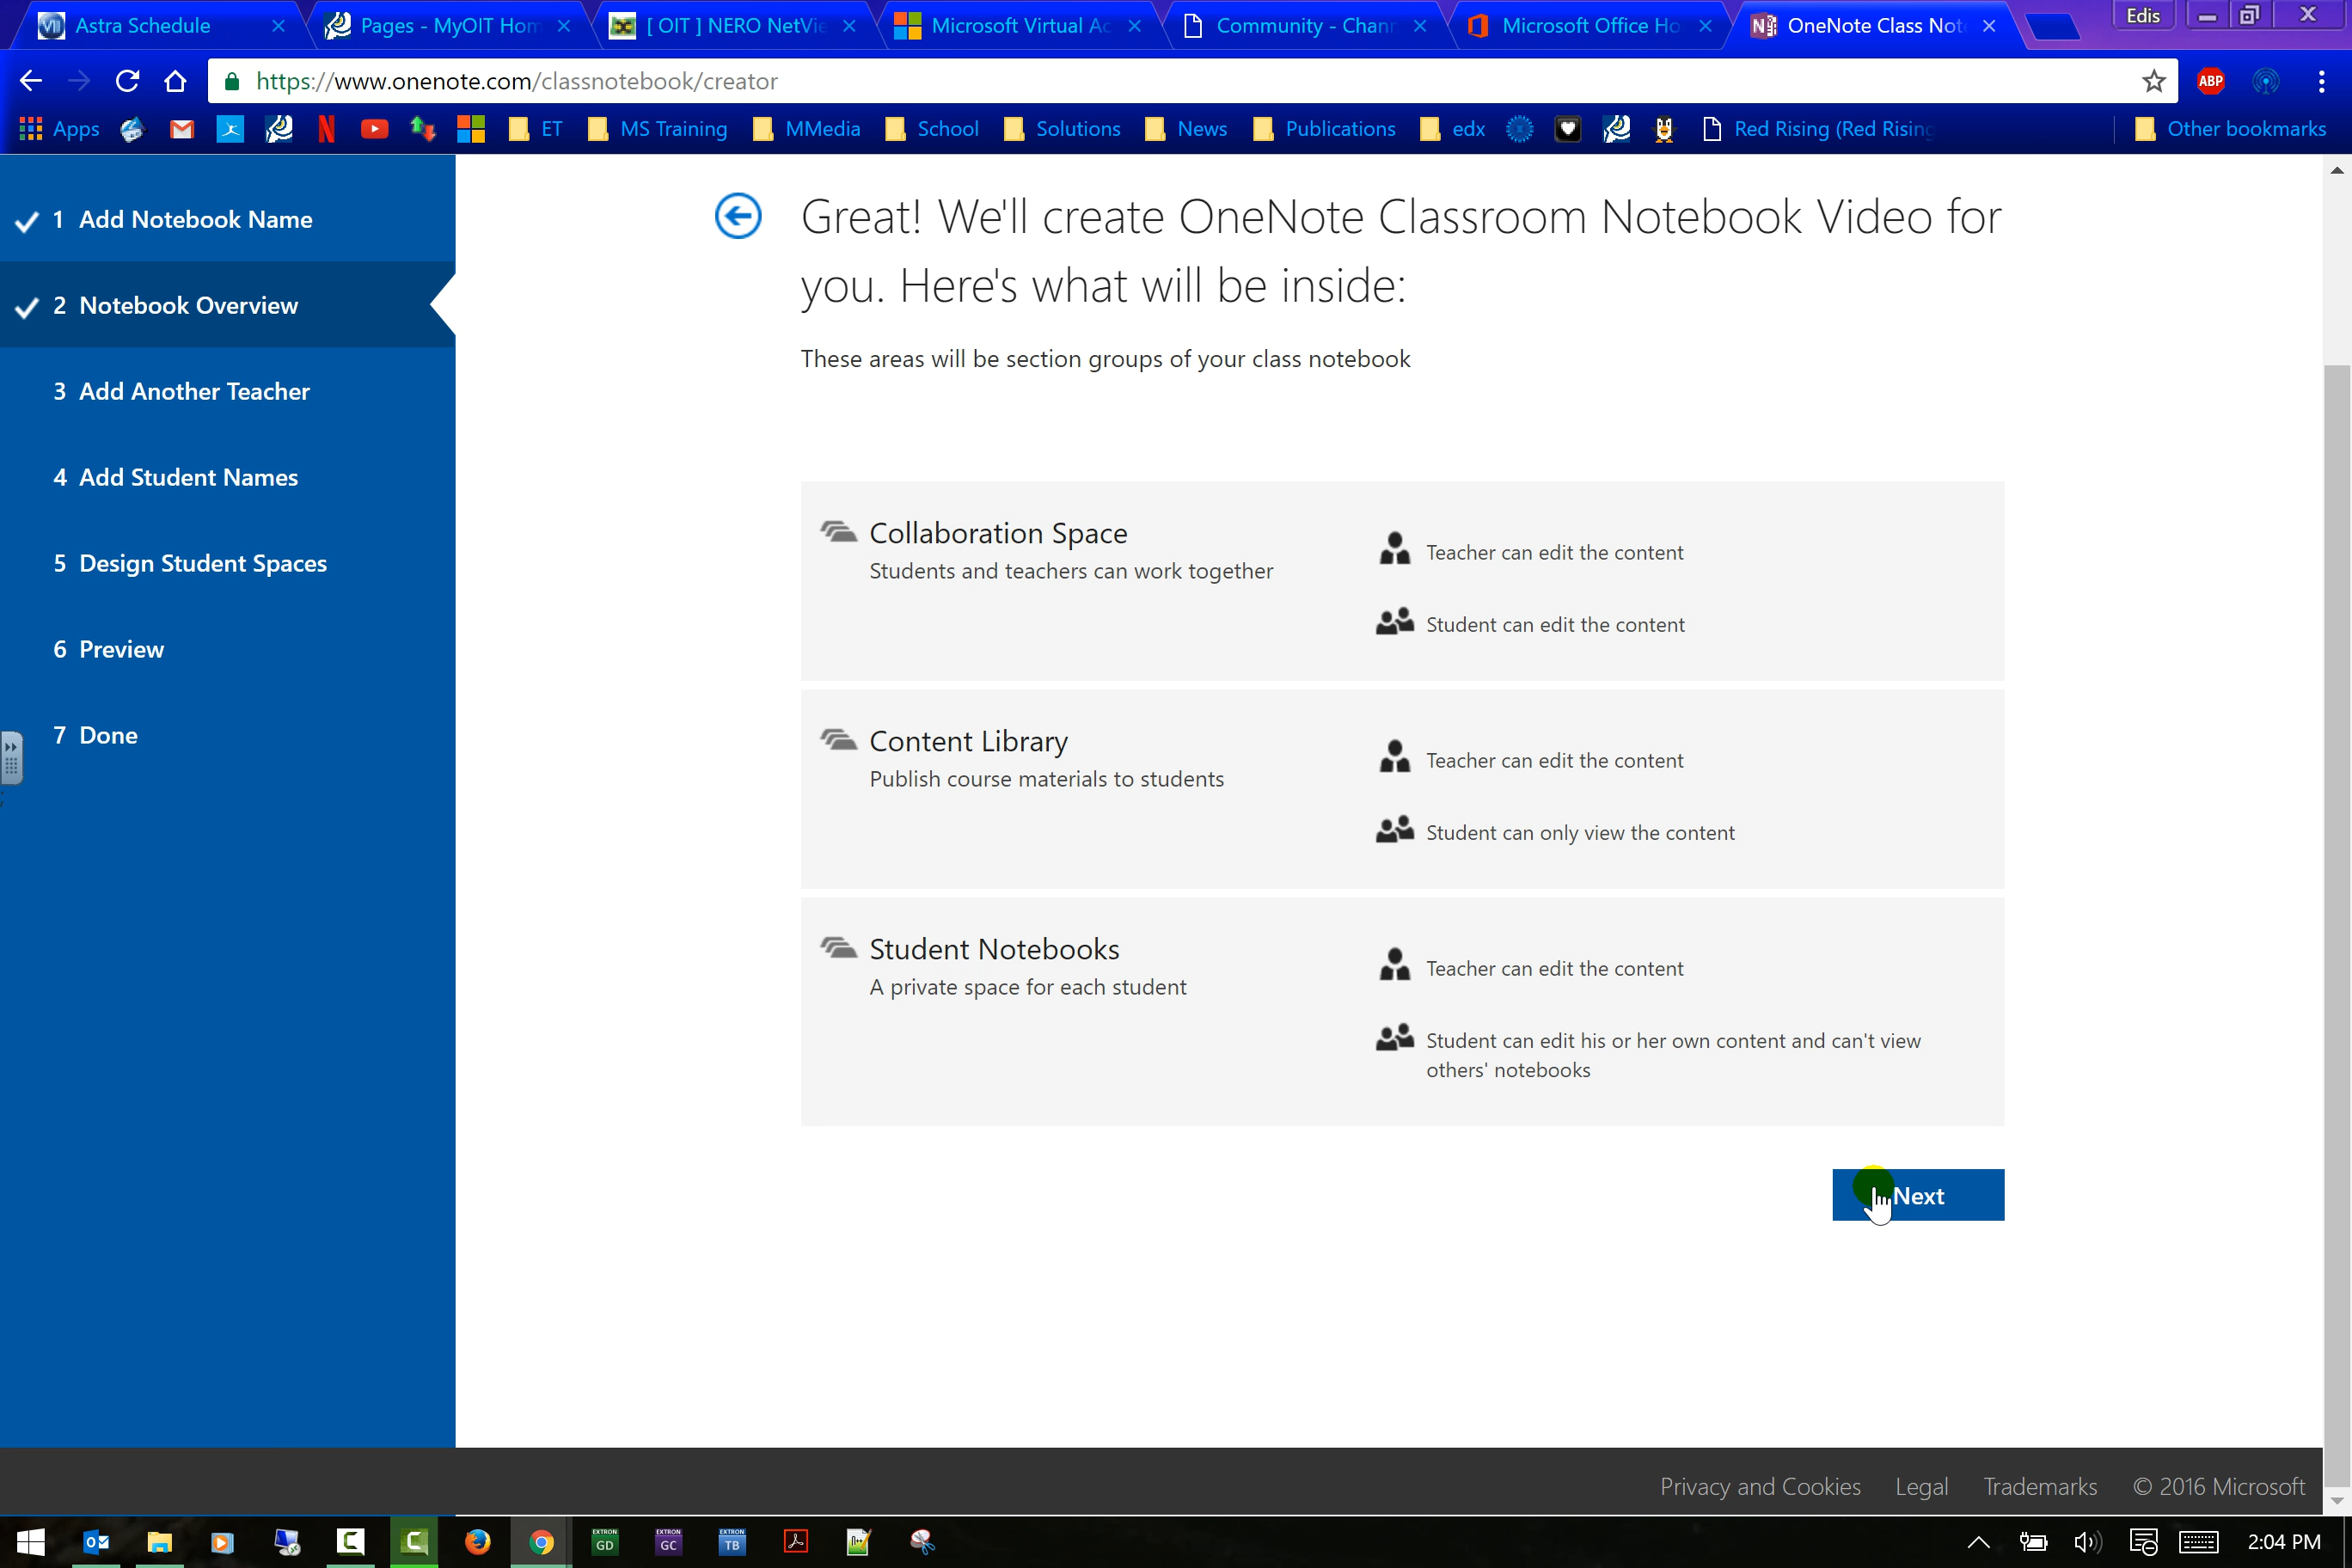 Astra Schedule
Pages - MyOIT Hom
[ OIT ] NERO NetVie
Microsoft Virtual Ac
Community - Chann
Microsoft Office Ho
OneNote Class Not
Edis
https://www.onenote.com/classnotebook/creator
ABP
Apps
ET
MS Training
MMedia
School
Solutions
News
Publications
edx
Red Rising (Red Rising
Other bookmarks
1 Add Notebook Name
2 Notebook Overview
3 Add Another Teacher
4 Add Student Names
5 Design Student Spaces
6 Preview
7 Done
Great! We'll create OneNote Classroom Notebook Video for
you. Here's what will be inside:
These areas will be section groups of your class notebook
Collaboration Space
Students and teachers can work together
Teacher can edit the content
Student can edit the content
Content Library
Publish course materials to students
Teacher can edit the content
Student can only view the content
Student Notebooks
A private space for each student
Teacher can edit the content
Student can edit his or her own content and can't view
others' notebooks
Next
Privacy and Cookies
Legal
Trademarks
© 2016 Microsoft
EXTRON GD
EXTRON GC
EXTRON TB
2:04 PM